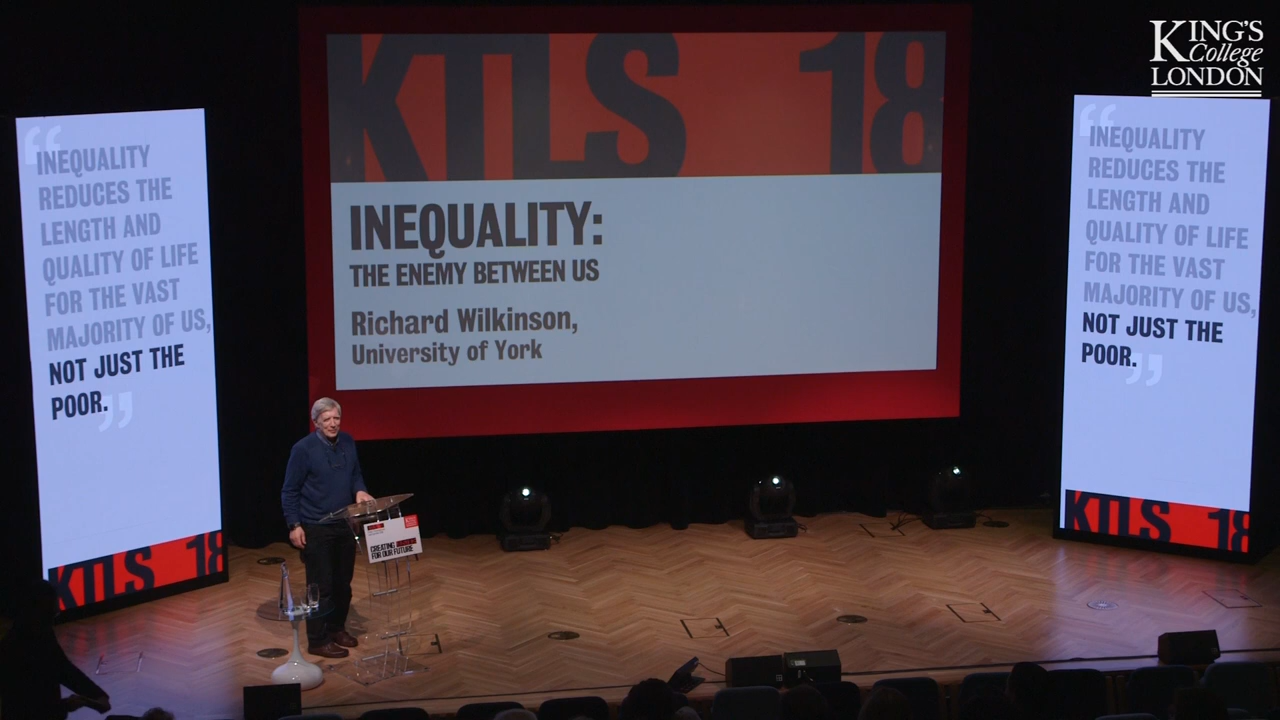 KING'S
College
LONDON
KTLS 18
INEQUALITY:
THE ENEMY BETWEEN US
Richard Wilkinson,
University of York
“
INEQUALITY
REDUCES THE
LENGTH AND
QUALITY OF LIFE
FOR THE VAST
MAJORITY OF US,
NOT JUST THE
POOR.”
KTLS 18
“
INEQUALITY
REDUCES THE
LENGTH AND
QUALITY OF LIFE
FOR THE VAST
MAJORITY OF US,
NOT JUST THE
POOR.”
KTLS 18
CREATING
FOR OUR FUTURE